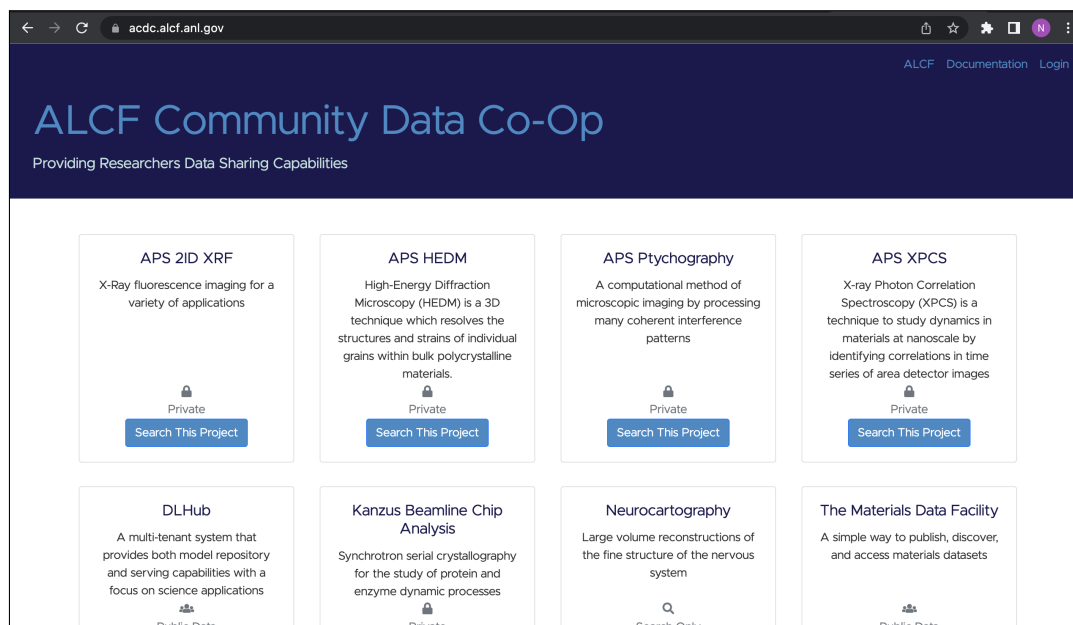 acdc.alcf.anl.gov
N
ALCF Documentation Login
ALCF Community Data Co-Op
Providing Researchers Data Sharing Capabilities
APS 2ID XRF
X-Ray fluorescence imaging for a
variety of applications
Private
Search This Project
APS HEDM
High-Energy Diffraction
Microscopy (HEDM) is a 3D
technique which resolves the
structures and strains of individual
grains within bulk polycrystalline
materials.
Private
Search This Project
APS Ptychography
A computational method of
microscopic imaging by processing
many coherent interference
patterns
Private
Search This Project
APS XPCS
X-ray Photon Correlation
Spectroscopy (XPCS) is a
technique to study dynamics in
materials at nanoscale by
identifying correlations in time
series of area detector images
Private
Search This Project
DLHub
A multi-tenant system that
provides both model repository
and serving capabilities with a
focus on science applications
Public Data
Kanzus Beamline Chip
Analysis
Synchrotron serial crystallography
for the study of protein and
enzyme dynamic processes
Private
Neurocartography
Large volume reconstructions of
the fine structure of the nervous
system
Search Only
The Materials Data Facility
A simple way to publish, discover,
and access materials datasets
Public Data